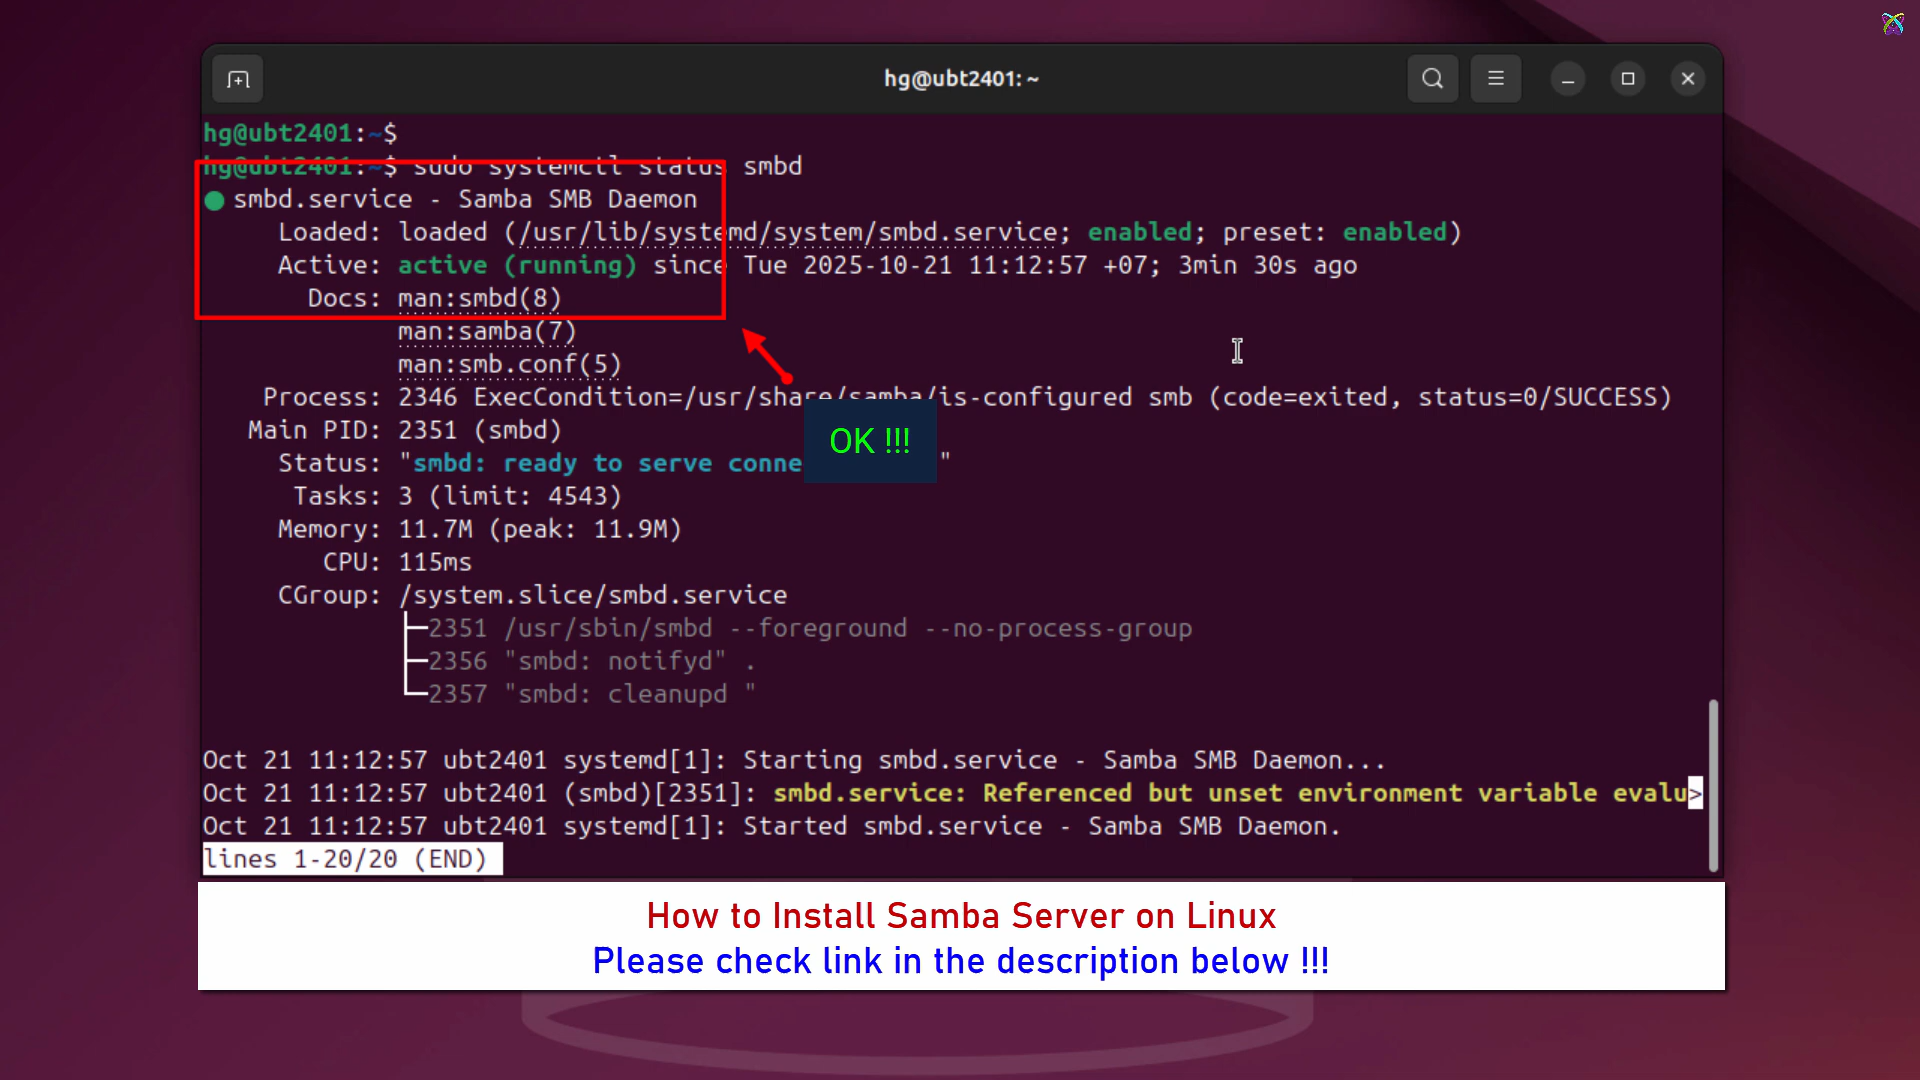 hg@ubt2401: ~
hg@ubt2401:~$
hg@ubt2401:~$ sudo systemctl status smbd
smbd.service - Samba SMB Daemon
Loaded: loaded (/usr/lib/systemd/system/smbd.service; enabled; preset: enabled)
Active: active (running) since Tue 2025-10-21 11:12:57 +07; 3min 30s ago
Docs: man:smbd(8)
man:samba(7)
man:smb.conf(5)
Process: 2346 ExecCondition=/usr/share/samba/is-configured smb (code=exited, status=0/SUCCESS)
Main PID: 2351 (smbd)
OK !!!
Status: "smbd: ready to serve conne"
Tasks: 3 (limit: 4543)
Memory: 11.7M (peak: 11.9M)
CPU: 115ms
CGroup: /system.slice/smbd.service
├─2351 /usr/sbin/smbd --foreground --no-process-group
├─2356 "smbd: notifyd" .
└─2357 "smbd: cleanupd "
Oct 21 11:12:57 ubt2401 systemd[1]: Starting smbd.service - Samba SMB Daemon...
Oct 21 11:12:57 ubt2401 (smbd)[2351]: smbd.service: Referenced but unset environment variable evalu>
Oct 21 11:12:57 ubt2401 systemd[1]: Started smbd.service - Samba SMB Daemon.
lines 1-20/20 (END)
How to Install Samba Server on Linux
Please check link in the description below !!!